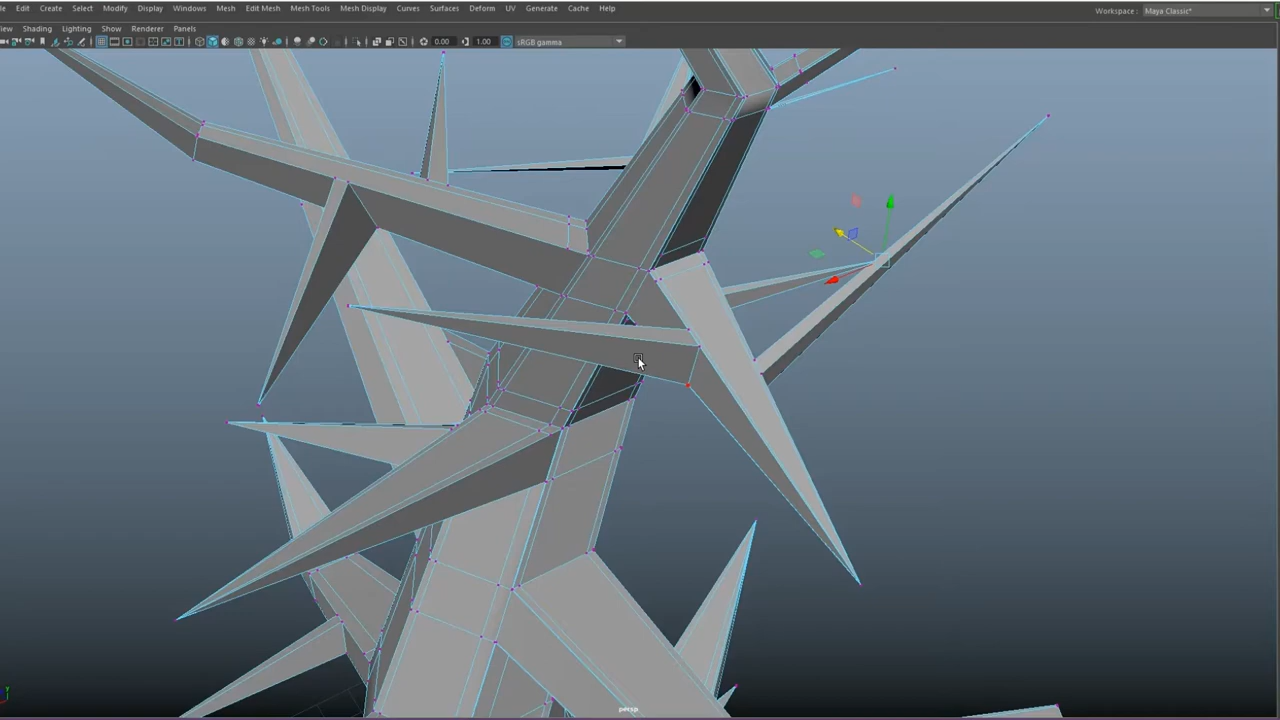 Edit Create Select Modify Display Windows Mesh Edit Mesh Mesh Tools Mesh Display Curves Surfaces Deform UV Generate Cache Help Workspace: Maya Classic*
Shading Lighting Show Renderer Panels
0.00 1.00 sRGB gamma
persp